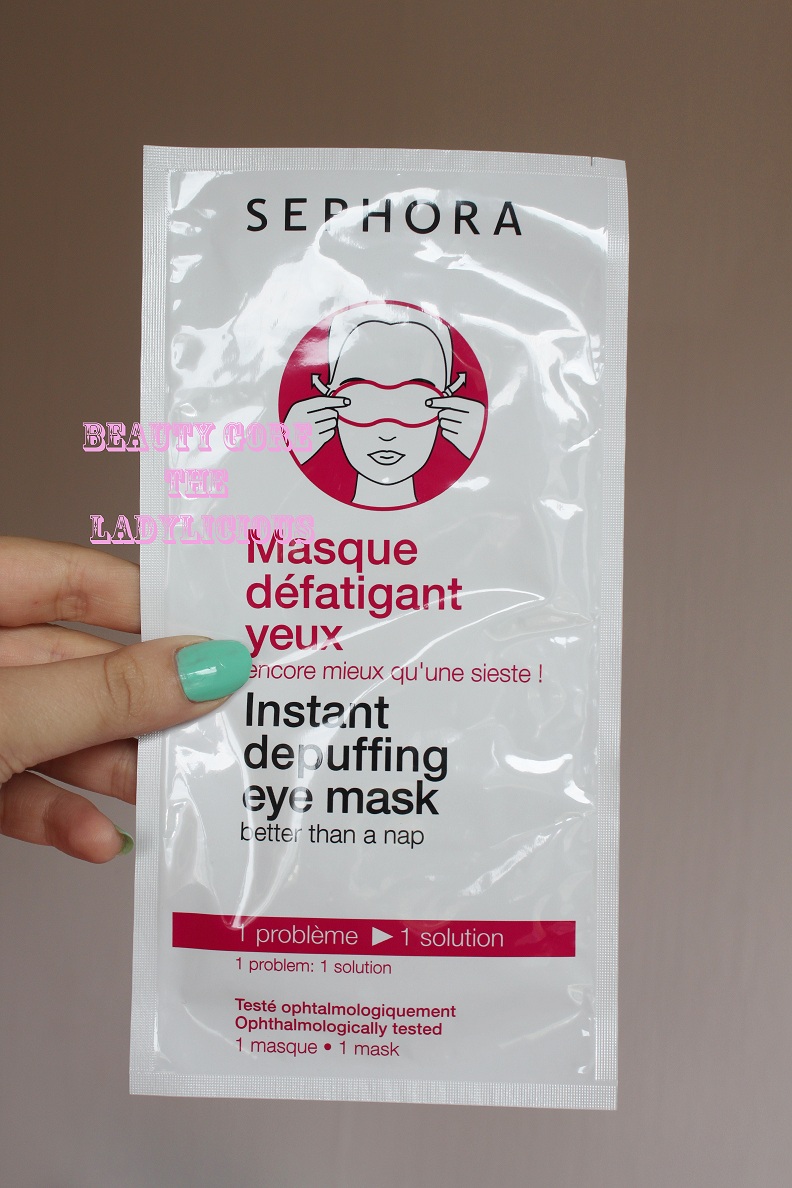 SEPHORA
BEAUTY GORE
THE
LADYLICIOUS
Masque
défatigant
yeux
encore mieux qu'une sieste !
Instant
depuffing
eye mask
better than a nap
1 problème ▶ 1 solution
1 problem: 1 solution
Testé ophtalmologiquement
Ophthalmologically tested
1 masque • 1 mask